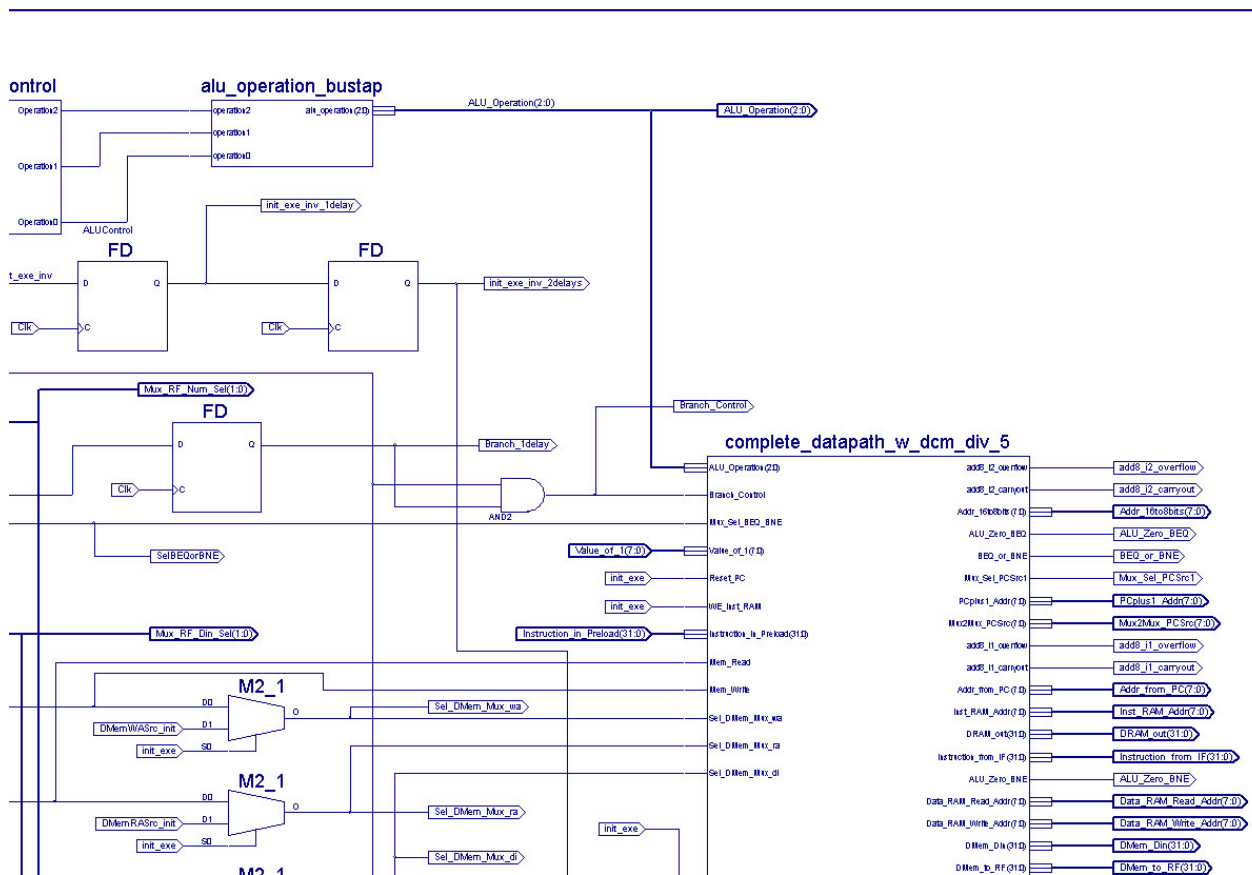 ontrol
alu_operation_bustap
Operation2
operation2
alu_operation(2:0)
ALU_Operation(2:0)
ALU_Operation(2:0)
operation1
Operation1
operation0
Operation0
ALUControl
init_exe_inv_1delay
FD
FD
t_exe_inv
D
Q
D
Q
init_exe_inv_2delays
Clk
C
Clk
C
Mux_RF_Num_Sel(1:0)
FD
Branch_Control
D
Q
Branch_1delay
complete_datapath_w_dcm_div_5
Clk
C
AND2
SelBEQorBNE
ALU_Operation(2:0)
add8_i2_overflow
add8_i2_overflow
Branch_Control
add8_i2_carryout
add8_i2_carryout
Addr_16to8bits(7:0)
Addr_16to8bits(7:0)
Mux_Sel_BEQ_BNE
ALU_Zero_BEQ
ALU_Zero_BEQ
Value_of_1(7:0)
Value_of_1(7:0)
BEQ_or_BNE
BEQ_or_BNE
init_exe
Reset_PC
Mux_Sel_PCSrc1
Mux_Sel_PCSrc1
init_exe
WE_Inst_RAM
PCplus1_Addr(7:0)
PCplus1_Addr(7:0)
Mux2Mux_PCSrc(7:0)
Mux2Mux_PCSrc(7:0)
Mux_RF_Din_Sel(1:0)
Instruction_in_Preload(31:0)
Instruction_in_Preload(31:0)
add8_i1_overflow
add8_i1_overflow
Mem_Read
add8_i1_carryout
add8_i1_carryout
Mem_Write
Addr_from_PC(7:0)
Addr_from_PC(7:0)
M2_1
D0
Sel_DMem_Mux_wa
Inst_RAM_Addr(7:0)
Inst_RAM_Addr(7:0)
O
Sel_DMem_Mux_wa
DMemWASrc_init
D1
DRAM_out(31:0)
DRAM_out(31:0)
init_exe
S0
Sel_DMem_Mux_ra
Instruction_from_IF(31:0)
Instruction_from_IF(31:0)
M2_1
Sel_DMem_Mux_di
ALU_Zero_BNE
ALU_Zero_BNE
D0
Data_RAM_Read_Addr(7:0)
Data_RAM_Read_Addr(7:0)
O
Sel_DMem_Mux_ra
DMemRASrc_init
D1
init_exe
Data_RAM_Write_Addr(7:0)
Data_RAM_Write_Addr(7:0)
init_exe
S0
DMem_Din(31:0)
DMem_Din(31:0)
Sel_DMem_Mux_di
DMem_to_RF(31:0)
DMem_to_RF(31:0)
M2_1